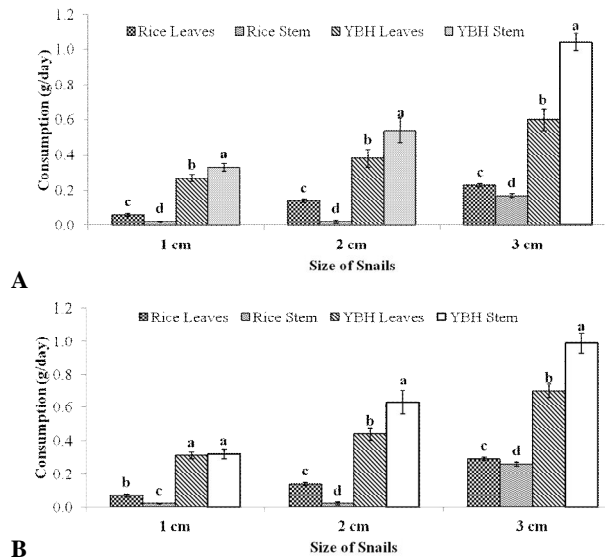 1.2
Rice Leaves Rice Stem YBH Leaves YBH Stem
a
1.0
Consumption (g/day)
0.8
a
b
0.6
b
a
0.4
b
c
c
d
0.2
c
d
d
0.0
1 cm 2 cm 3 cm
Size of Snails
A
1.2
Rice Leaves Rice Stem YBH Leaves YBH Stem
a
1.0
Consumption (g/day)
a
0.8
b
0.6
b
a a
0.4
c
d
c
0.2
b
c
d
0.0
1 cm 2 cm 3 cm
Size of Snails
B